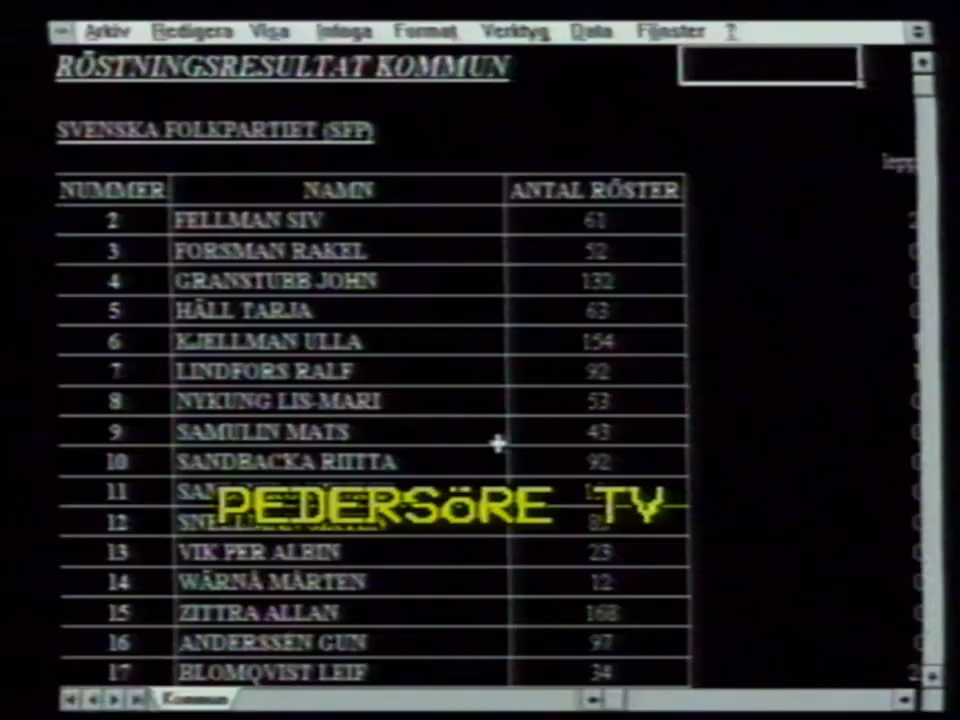 Arkiv Redigera Visa Infoga Format Verktyg Data Fönster ?
RÖSTNINGSRESULTAT KOMMUN
SVENSKA FOLKPARTIET (SFP)
NUMMER NAMN ANTAL RÖSTER
2 FELLMAN SIV 61
3 FORSMAN RAKEL 52
4 GRANSTUBB JOHN 132
5 HÄLL TARJA 63
6 KJELLMAN ULLA 154
7 LINDFORS RALF 92
8 NYKUNG LIS-MARI 53
9 SAMULIN MATS 43
10 SANDBACKA RIITTA 92
11
PEDERSöRE TV
12
13 VIK PER ALBIN 23
14 WÄRNÅ MÅRTEN 12
15 ZITTRA ALLAN 168
16 ANDERSSÉN GUN 97
17 BLOMQVIST LEIF 34
Kommun